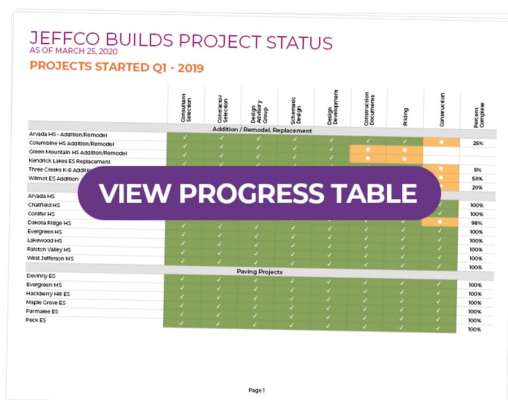 JEFFCO BUILDS PROJECT STATUS
AS OF MARCH 25, 2020
PROJECTS STARTED Q1 - 2019
Consultant Selection
Contractor Selection
Design Advisory Group
Schematic Design
Design Development
Construction Documents
Pricing
Construction
Percent Complete
Addition / Remodel, Replacement
Arvada HS - Addition/Remodel 25%
Columbine HS Addition/Remodel
Green Mountain HS Addition/Remodel
Kendrick Lakes ES Replacement 5%
Three Creeks K-8 Additi 50%
Wilmot ES Addition 20%
VIEW PROGRESS TABLE
Arvada HS 100%
Chatfield HS 100%
Conifer HS 98%
Dakota Ridge HS 100%
Evergreen HS 100%
Lakewood HS 100%
Ralston Valley HS 100%
West Jefferson MS 100%
Paving Projects
Devinny ES 100%
Evergreen MS 100%
Hackberry Hill ES 100%
Maple Grove ES 100%
Parmalee ES 100%
Peck ES 100%
Page 1